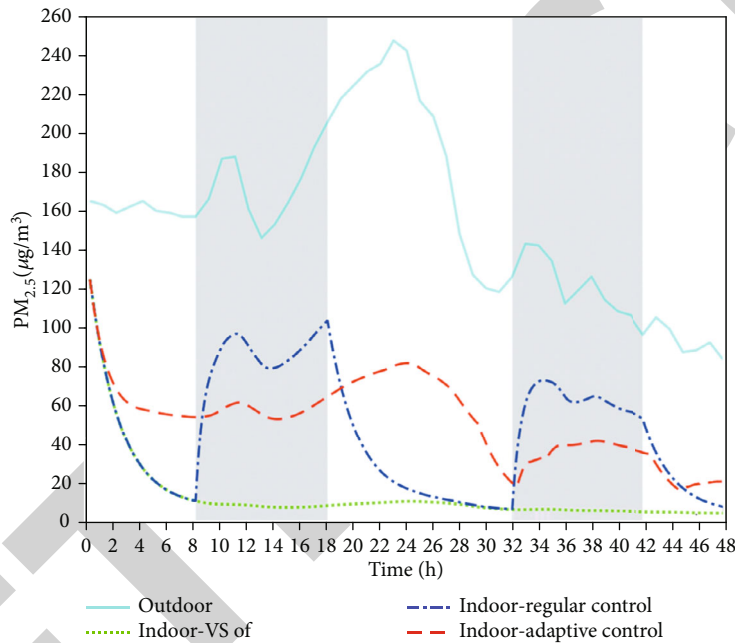 260
240
220
200
180
160
140
120
100
80
60
40
20
0
PM2.5(μg/m3)
0 2 4 6 8 10 12 14 16 18 20 22 24 26 28 30 32 34 36 38 40 42 44 46 48
Time (h)
Outdoor Indoor-regular control
Indoor-VS of Indoor-adaptive control